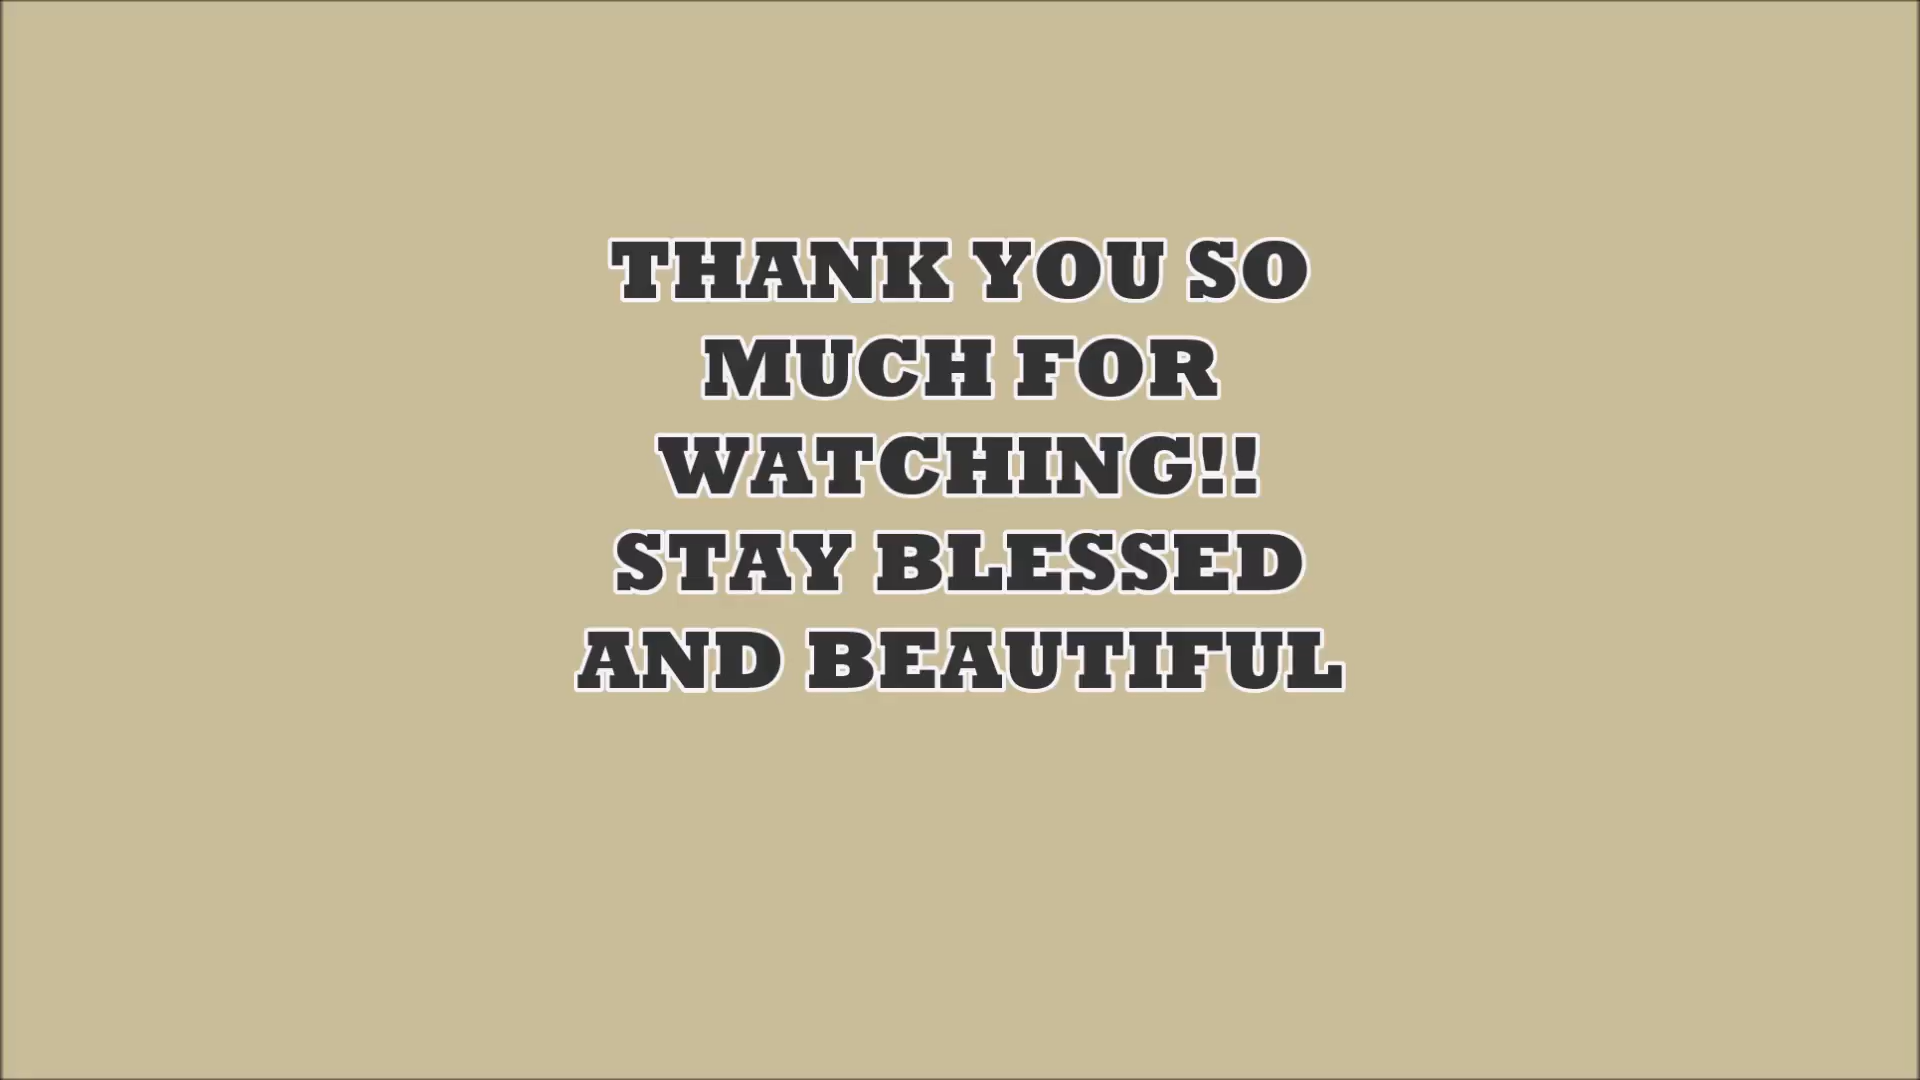 THANK YOU SO
MUCH FOR
WATCHING!!
STAY BLESSED
AND BEAUTIFUL